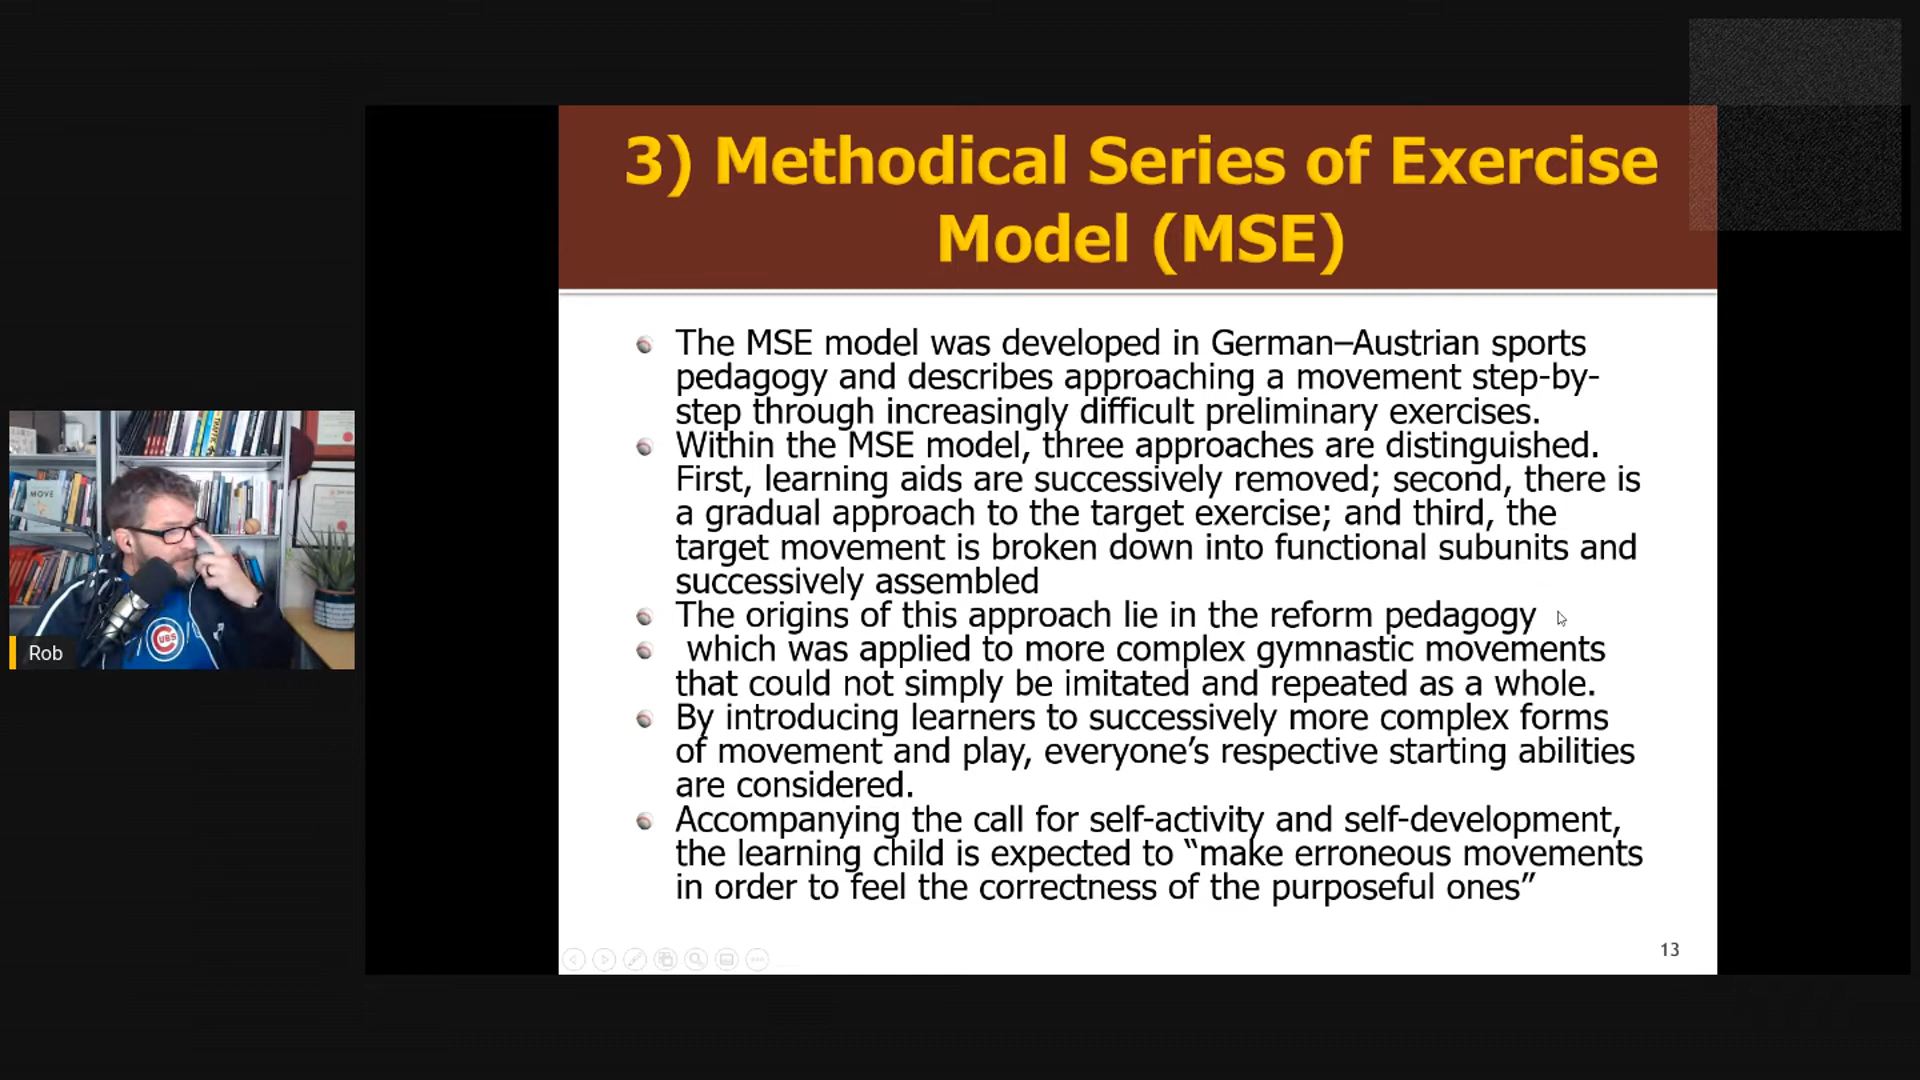 3) Methodical Series of Exercise
Model (MSE)
The MSE model was developed in German–Austrian sports
pedagogy and describes approaching a movement step-by-
step through increasingly difficult preliminary exercises.
Within the MSE model, three approaches are distinguished.
First, learning aids are successively removed; second, there is
a gradual approach to the target exercise; and third, the
target movement is broken down into functional subunits and
successively assembled
The origins of this approach lie in the reform pedagogy
which was applied to more complex gymnastic movements
that could not simply be imitated and repeated as a whole.
By introducing learners to successively more complex forms
of movement and play, everyone’s respective starting abilities
are considered.
Accompanying the call for self-activity and self-development,
the learning child is expected to “make erroneous movements
in order to feel the correctness of the purposeful ones”
13
MOVE
CUBS
Rob